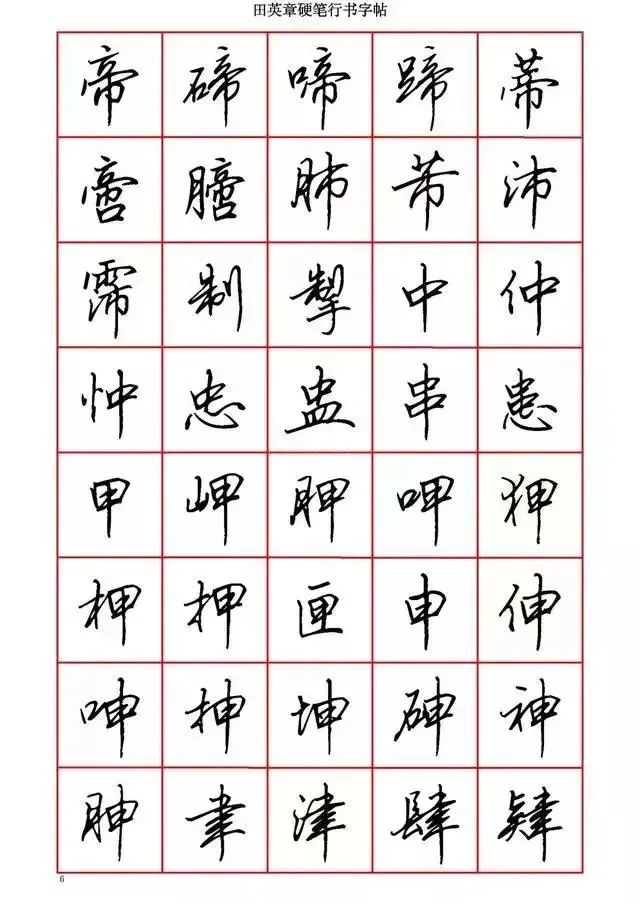 田英章硬笔行书字帖
帝 碲 啼 蹄 蒂
啻 膪 肺 芾 沛
霈 制 掣 中 仲
忡 忠 盅 串 患
甲 岬 胛 呷 狎
柙 押 匣 申 伸
呻 抻 坤 砷 神
胂 聿 津 肆 肄
6